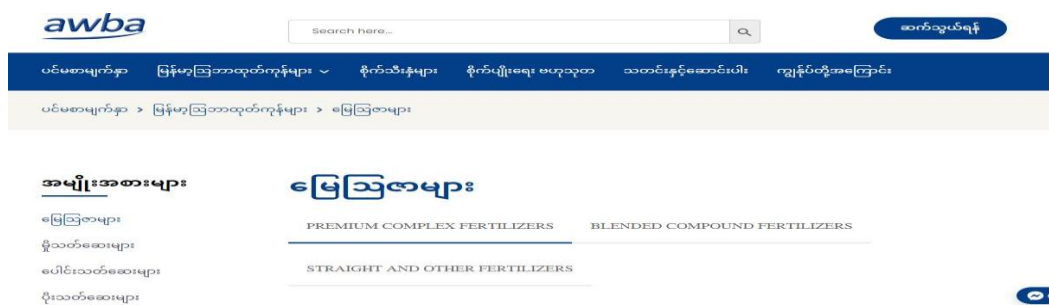 awba
Search here...
ဆက်သွယ်ရန်
ပင်မစာမျက်နှာ မြန်မာ့ဩဘာထုတ်ကုန်များ စိုက်သီးနှံများ စိုက်ပျိုးရေး ဗဟုသုတ သတင်းနှင့်ဆောင်းပါး ကျွန်ုပ်တို့အကြောင်း
ပင်မစာမျက်နှာ > မြန်မာ့ဩဘာထုတ်ကုန်များ > မြေဩဇာများ
အမျိုးအစားများ
မြေဩဇာများ
မှိုသတ်ဆေးများ
ပေါင်းသတ်ဆေးများ
ပိုးသတ်ဆေးများ
မြေဩဇာများ
PREMIUM COMPLEX FERTILIZERS BLENDED COMPOUND FERTILIZERS
STRAIGHT AND OTHER FERTILIZERS